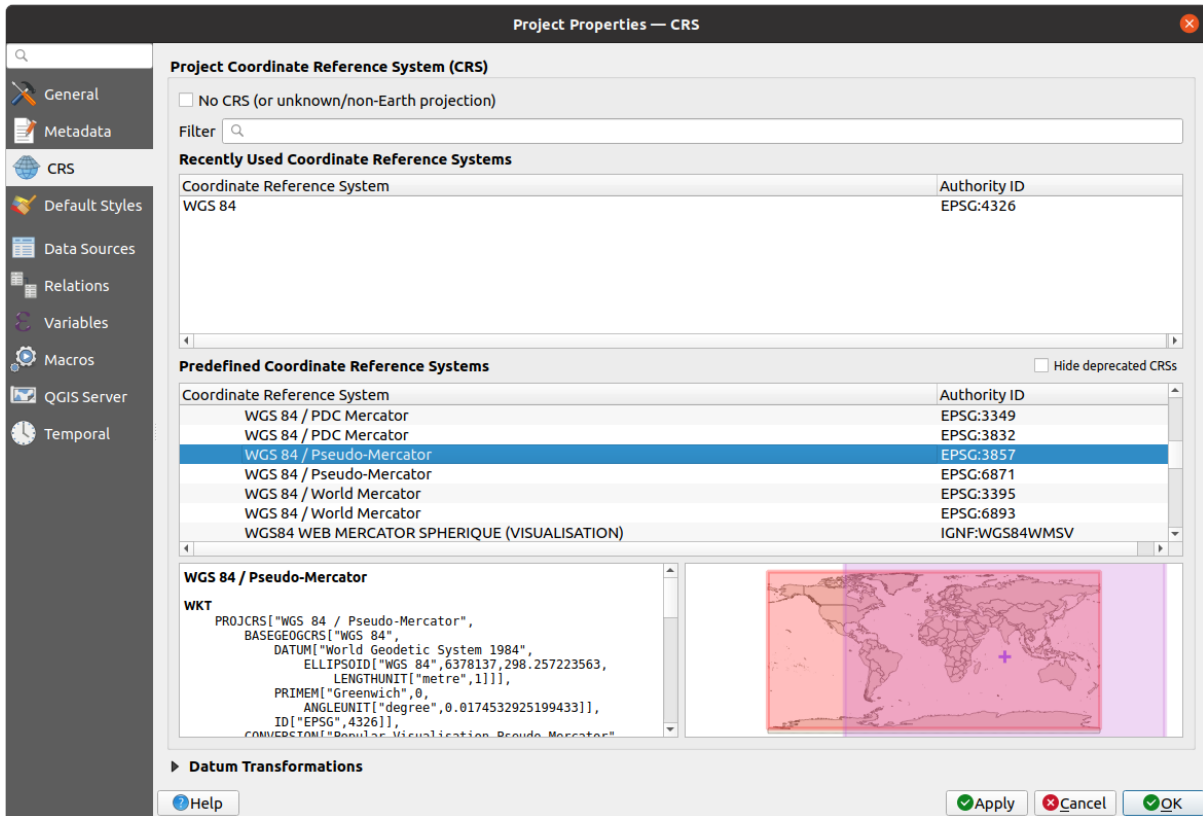 Project Properties — CRS
General
Metadata
CRS
Default Styles
Data Sources
Relations
Variables
Macros
QGIS Server
Temporal
Project Coordinate Reference System (CRS)
No CRS (or unknown/non-Earth projection)
Filter
Recently Used Coordinate Reference Systems
Coordinate Reference System Authority ID
WGS 84 EPSG:4326
Predefined Coordinate Reference Systems Hide deprecated CRSs
Coordinate Reference System Authority ID
WGS 84 / PDC Mercator EPSG:3349
WGS 84 / PDC Mercator EPSG:3832
WGS 84 / Pseudo-Mercator EPSG:3857
WGS 84 / Pseudo-Mercator EPSG:6871
WGS 84 / World Mercator EPSG:3395
WGS 84 / World Mercator EPSG:6893
WGS84 WEB MERCATOR SPHERIQUE (VISUALISATION) IGNF:WGS84WMSV
WGS 84 / Pseudo-Mercator
WKT
PROJCRS["WGS 84 / Pseudo-Mercator",
BASEGEOGCRS["WGS 84",
DATUM["World Geodetic System 1984",
ELLIPSOID["WGS 84",6378137,298.257223563,
LENGTHUNIT["metre",1]]],
PRIMEM["Greenwich",0,
ANGLEUNIT["degree",0.0174532925199433]],
ID["EPSG",4326]],
CONVERSION["Popular Visualisation Pseudo-Mercator"
Datum Transformations
Help
Apply
Cancel
OK